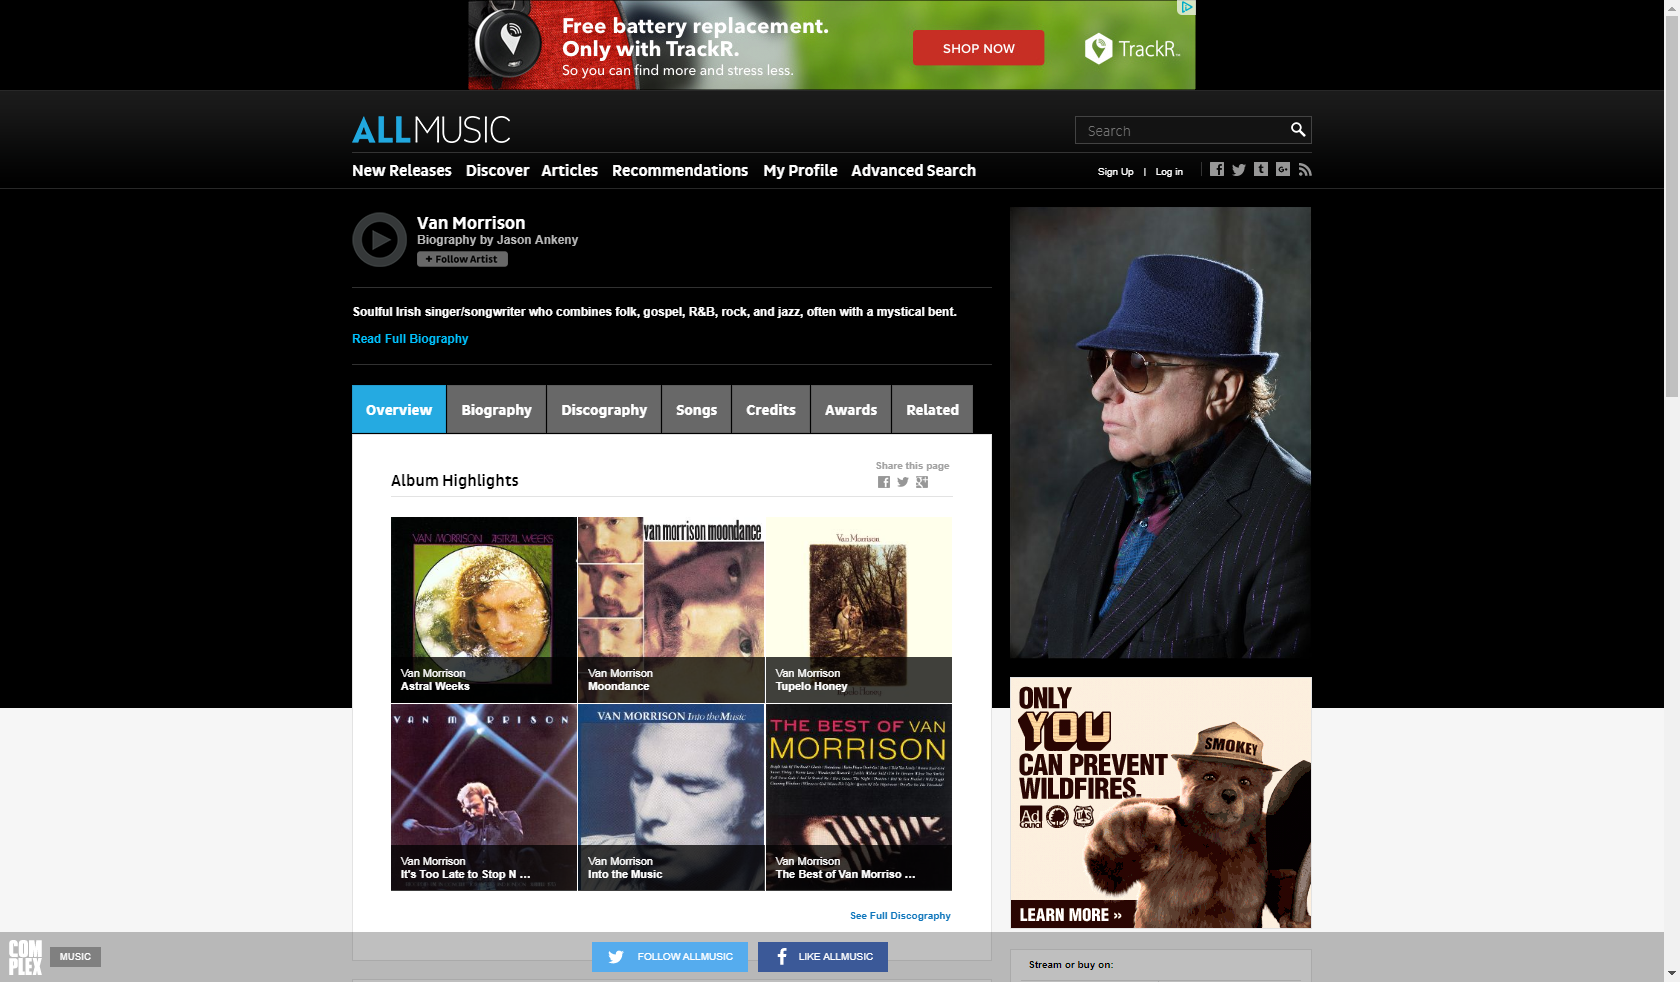 Free battery replacement.
Only with TrackR.
So you can find more and stress less.
SHOP NOW
TrackR
ALLMUSIC
Search
New Releases Discover Articles Recommendations My Profile Advanced Search
Sign Up | Log in
Van Morrison
Biography by Jason Ankeny
+ Follow Artist
Soulful Irish singer/songwriter who combines folk, gospel, R&B, rock, and jazz, often with a mystical bent.
Read Full Biography
Overview Biography Discography Songs Credits Awards Related
Share this page
Album Highlights
VAN MORRISON ASTRAL WEEKS
van morrison moondance
Van Morrison
Van Morrison
Astral Weeks
Van Morrison
Moondance
Van Morrison
Tupelo Honey
Tupelo Honey
VAN MORRISON
VAN MORRISON Into the Music
THE BEST OF VAN
MORRISON
Van Morrison
It's Too Late to Stop N ...
Van Morrison
Into the Music
Van Morrison
The Best of Van Morriso ...
See Full Discography
ONLY
YOU
CAN PREVENT
WILDFIRES.
SMOKEY
Ad
Council
LEARN MORE »
Stream or buy on:
COMPLEX
MUSIC
FOLLOW ALLMUSIC
LIKE ALLMUSIC